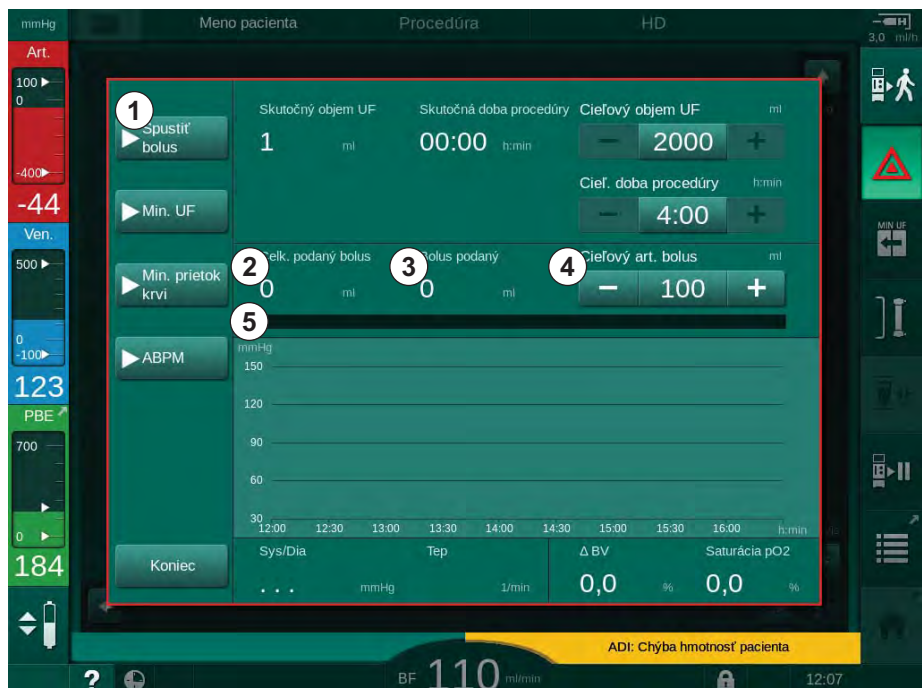 mmHg Meno pacienta Procedúra HD
3,0 ml/h
Art.
100
0
-400
-44
Ven.
500
0
-100
123
PBE
700
0
184
1
Spustiť
bolus
Min. UF
Min. prietok
krvi
ABPM
Koniec
Skutočný objem UF Skutočná doba procedúry Cieľový objem UF ml
1 ml 00:00 h:min 2000
Cieľ. doba procedúry h:min
4:00
2 Celk. podaný bolus 3 Bolus podaný 4 Cieľový art. bolus ml
0 ml 0 ml 100
5
mmHg
150
120
90
60
30
12:00 12:30 13:00 13:30 14:00 14:30 15:00 15:30 16:00 h:min
Sys/Dia Tep Δ BV Saturácia pO2
. . . mmHg 1/min 0,0 % 0,0 %
MIN UF
ADI: Chýba hmotnosť pacienta
? BF 110 ml/min 12:07